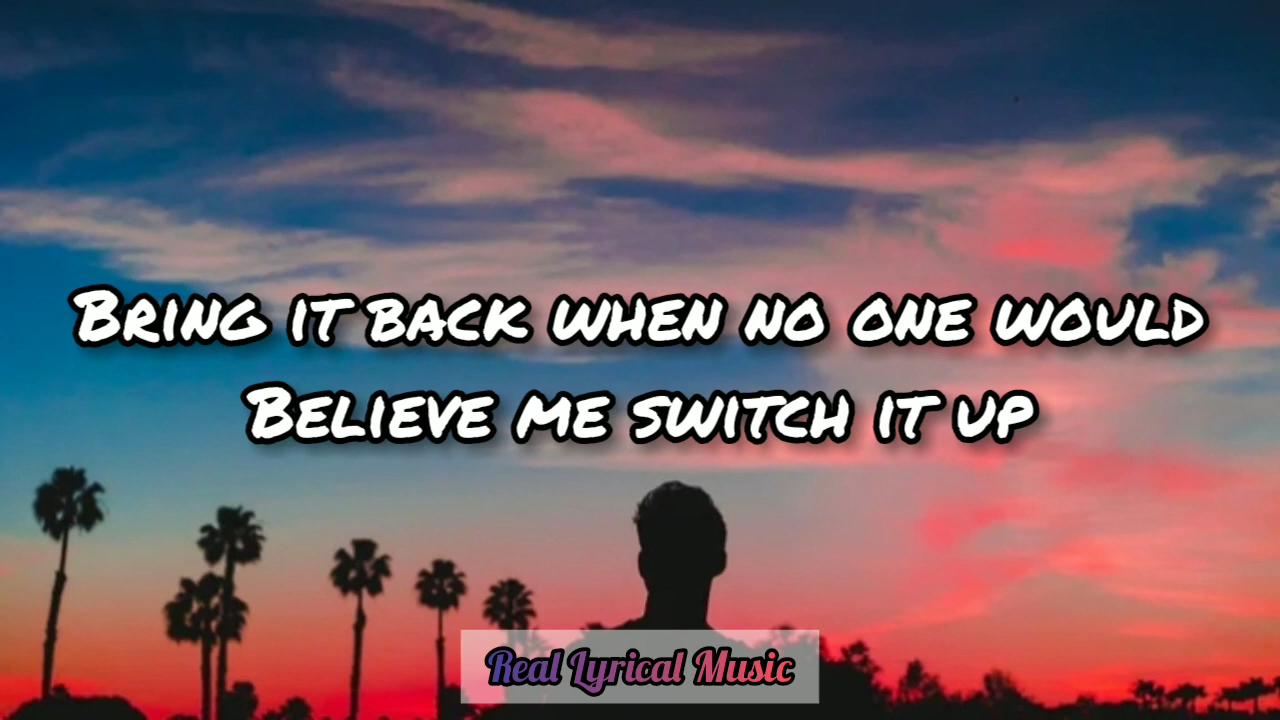 Bring it back when no one would
Believe me switch it up
Real Lyrical Music